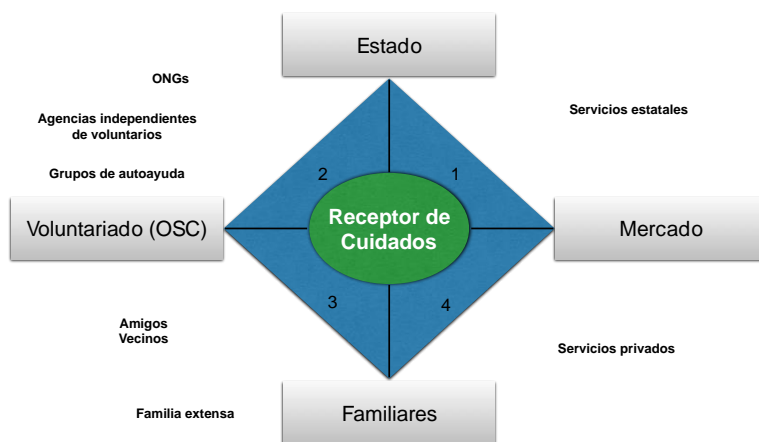 Estado
ONGs
Servicios estatales
Agencias independientes
de voluntarios
Grupos de autoayuda
2
1
Voluntariado (OSC)
Receptor de
Cuidados
Mercado
3
4
Amigos
Vecinos
Servicios privados
Familia extensa
Familiares